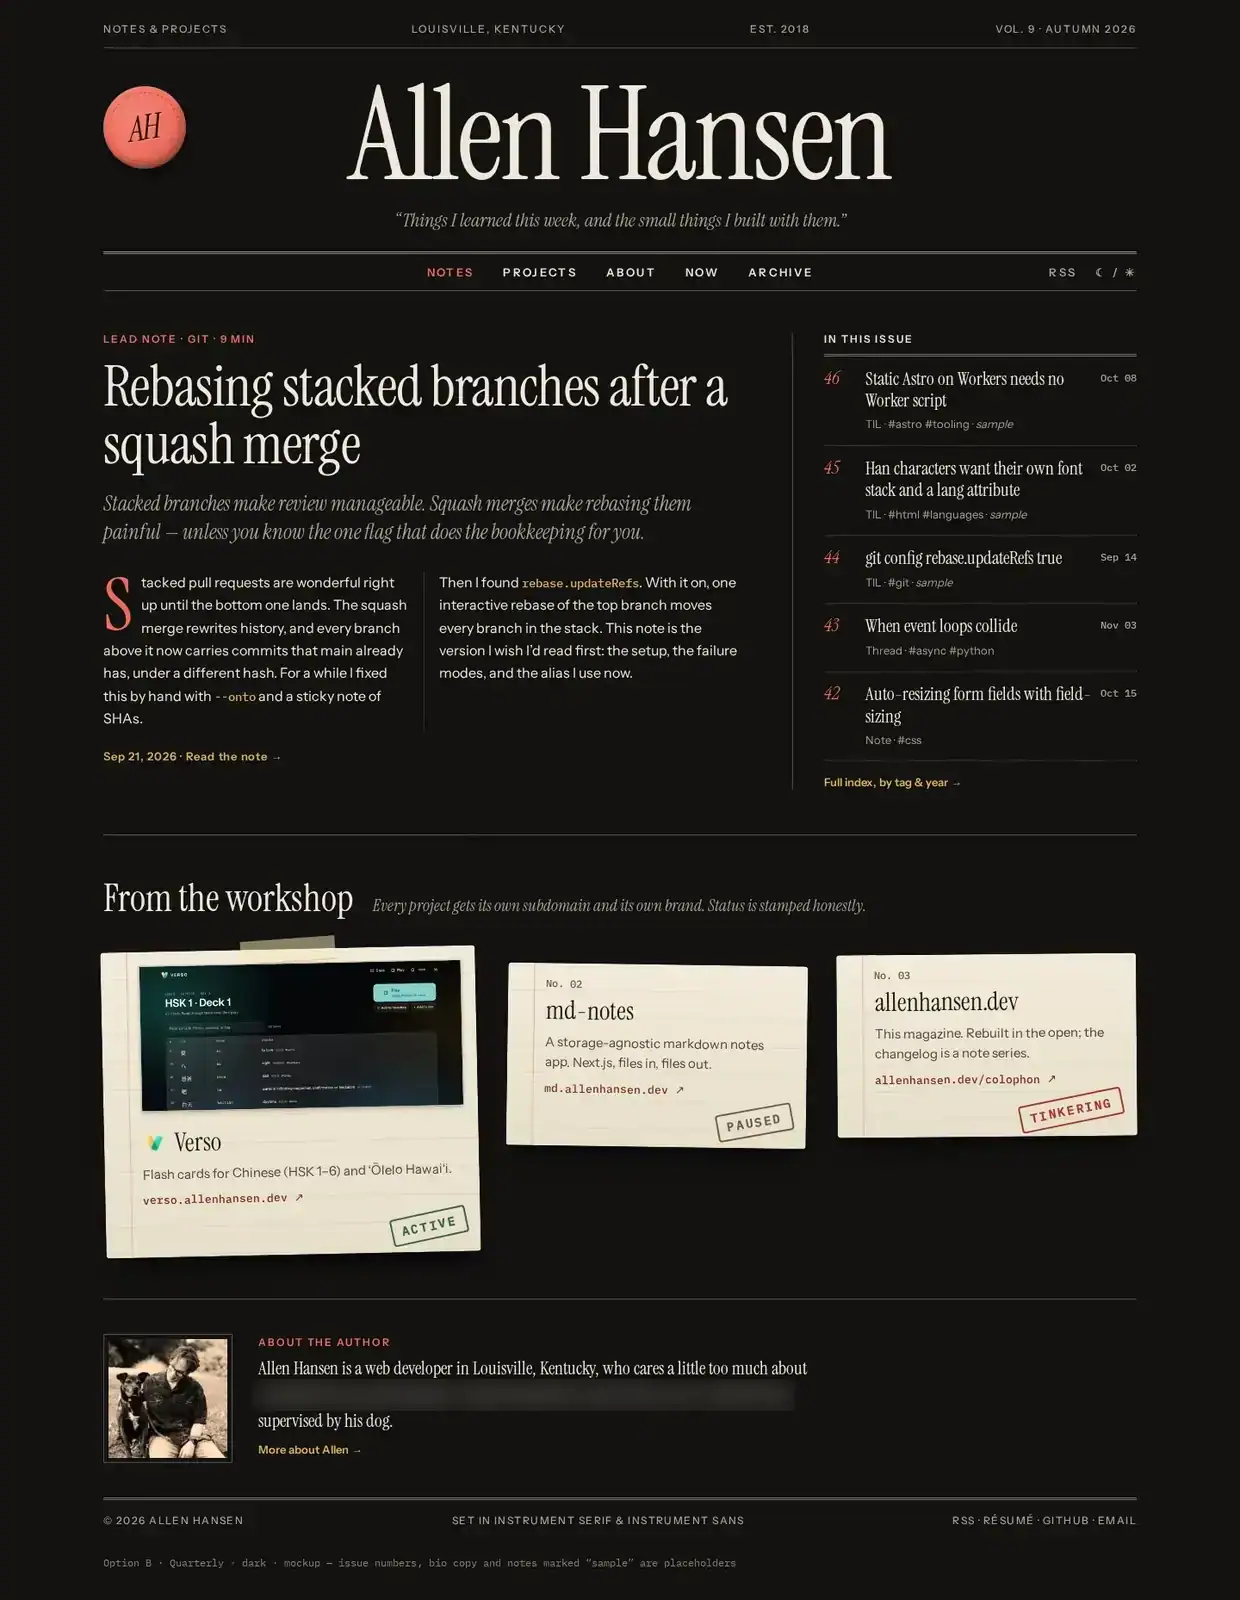 NOTES & PROJECTS
LOUISVILLE, KENTUCKY
EST. 2018
VOL. 9 · AUTUMN 2026
AH
Allen Hansen
“Things I learned this week, and the small things I built with them.”
NOTES PROJECTS ABOUT NOW ARCHIVE
RSS ☾ / ☀
LEAD NOTE · GIT · 9 MIN
Rebasing stacked branches after a
squash merge
Stacked branches make review manageable. Squash merges make rebasing them
painful — unless you know the one flag that does the bookkeeping for you.
Stacked pull requests are wonderful right
up until the bottom one lands. The squash
merge rewrites history, and every branch
above it now carries commits that main already
has, under a different hash. For a while I fixed
this by hand with --onto and a sticky note of
SHAs.
Then I found rebase.updateRefs. With it on, one
interactive rebase of the top branch moves
every branch in the stack. This note is the
version I wish I’d read first: the setup, the failure
modes, and the alias I use now.
Sep 21, 2026 · Read the note →
IN THIS ISSUE
46 Static Astro on Workers needs no Oct 08
Worker script
TIL · #astro #tooling · sample
45 Han characters want their own font Oct 02
stack and a lang attribute
TIL · #html #languages · sample
44 git config rebase.updateRefs true Sep 14
TIL · #git · sample
43 When event loops collide Nov 03
Thread · #async #python
42 Auto-resizing form fields with field- Oct 15
sizing
Note · #css
Full index, by tag & year →
From the workshop
Every project gets its own subdomain and its own brand. Status is stamped honestly.
VERSO
HSK 1 · Deck 1
Verso
Flash cards for Chinese (HSK 1–6) and ʻŌlelo Hawaiʻi.
verso.allenhansen.dev ↗
ACTIVE
No. 02
md-notes
A storage-agnostic markdown notes
app. Next.js, files in, files out.
md.allenhansen.dev ↗
PAUSED
No. 03
allenhansen.dev
This magazine. Rebuilt in the open; the
changelog is a note series.
allenhansen.dev/colophon ↗
TINKERING
ABOUT THE AUTHOR
Allen Hansen is a web developer in Louisville, Kentucky, who cares a little too much about
supervised by his dog.
More about Allen →
© 2026 ALLEN HANSEN
SET IN INSTRUMENT SERIF & INSTRUMENT SANS
RSS · RÉSUMÉ · GITHUB · EMAIL
Option B · Quarterly · dark · mockup — issue numbers, bio copy and notes marked “sample” are placeholders